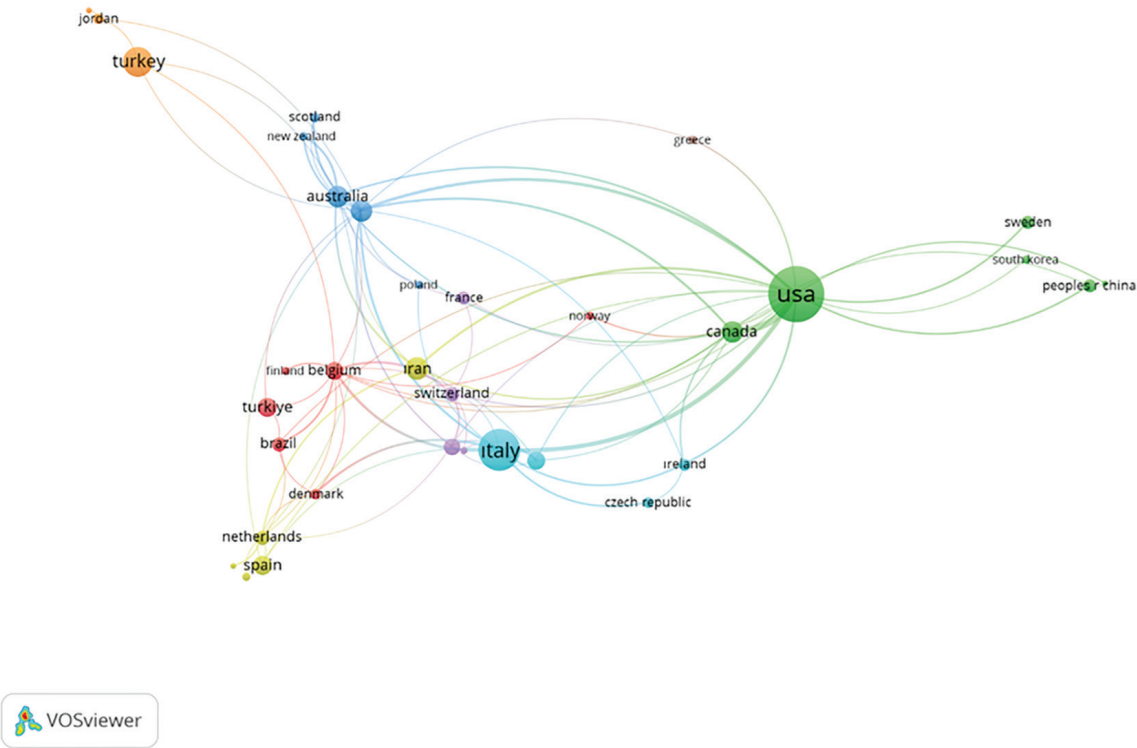 jordan
turkey
scotland
new zealand
greece
australia
sweden
south korea
peoples r china
poland
france
usa
norway
canada
finland
belgium
iran
switzerland
turkiye
brazil
italy
ireland
denmark
czech republic
netherlands
spain
VOSviewer